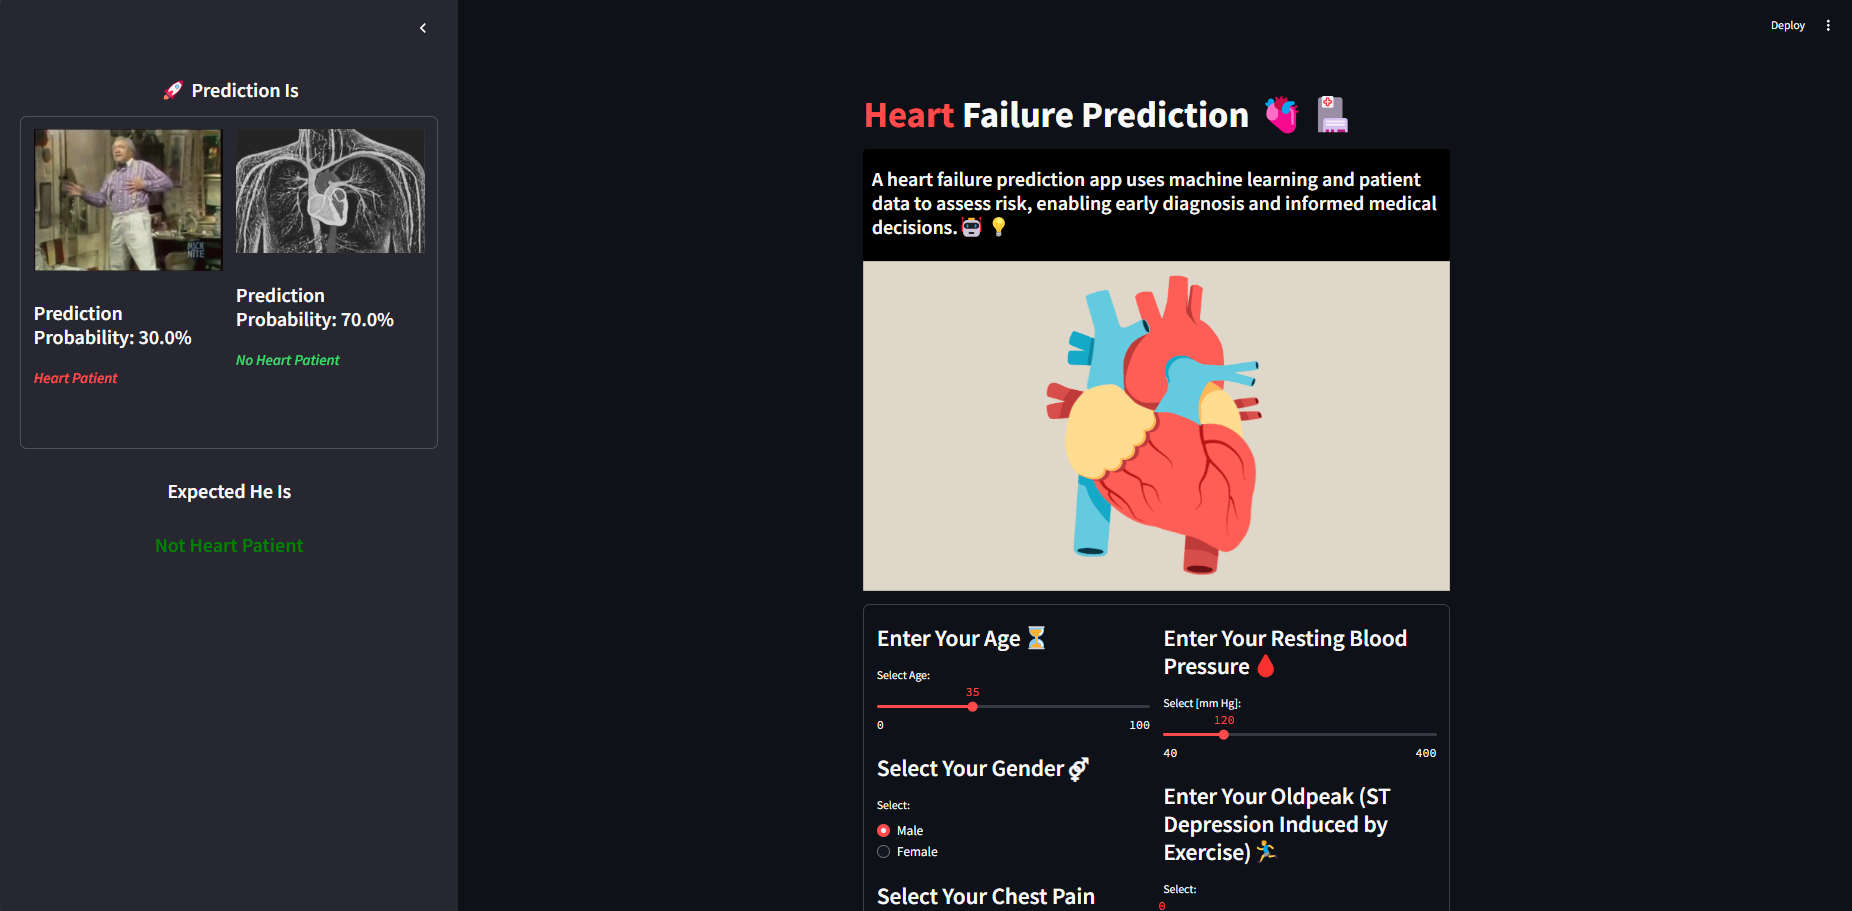 Deploy
🚀 Prediction Is
NICK
NITE
Prediction
Probability: 30.0%
Heart Patient
Prediction
Probability: 70.0%
No Heart Patient
Expected He Is
Not Heart Patient
Heart Failure Prediction
A heart failure prediction app uses machine learning and patient
data to assess risk, enabling early diagnosis and informed medical
decisions.
Enter Your Age
Select Age:
35
0 100
Select Your Gender
Select:
Male
Female
Select Your Chest Pain
Enter Your Resting Blood
Pressure
Select [mm Hg]:
120
40 400
Enter Your Oldpeak (ST
Depression Induced by
Exercise)
Select:
0